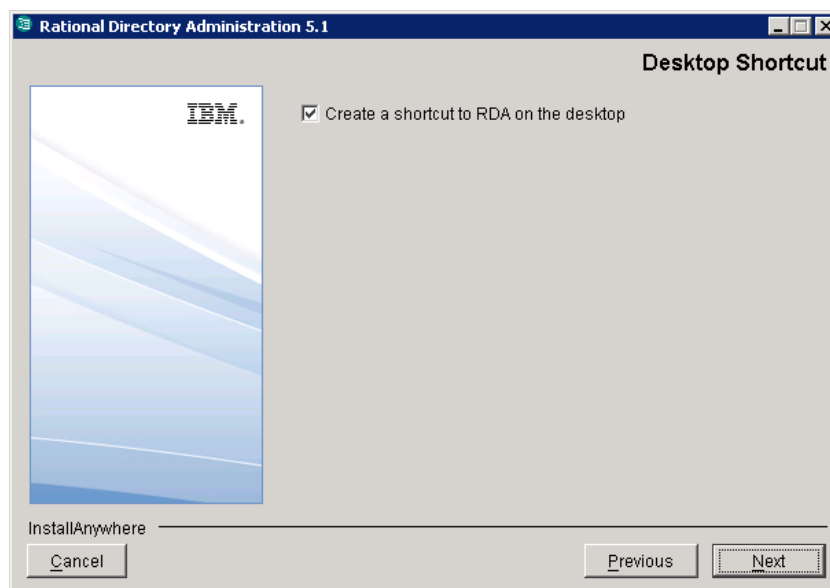 Rational Directory Administration 5.1
Desktop Shortcut
IBM.
Create a shortcut to RDA on the desktop
InstallAnywhere
Cancel
Previous
Next